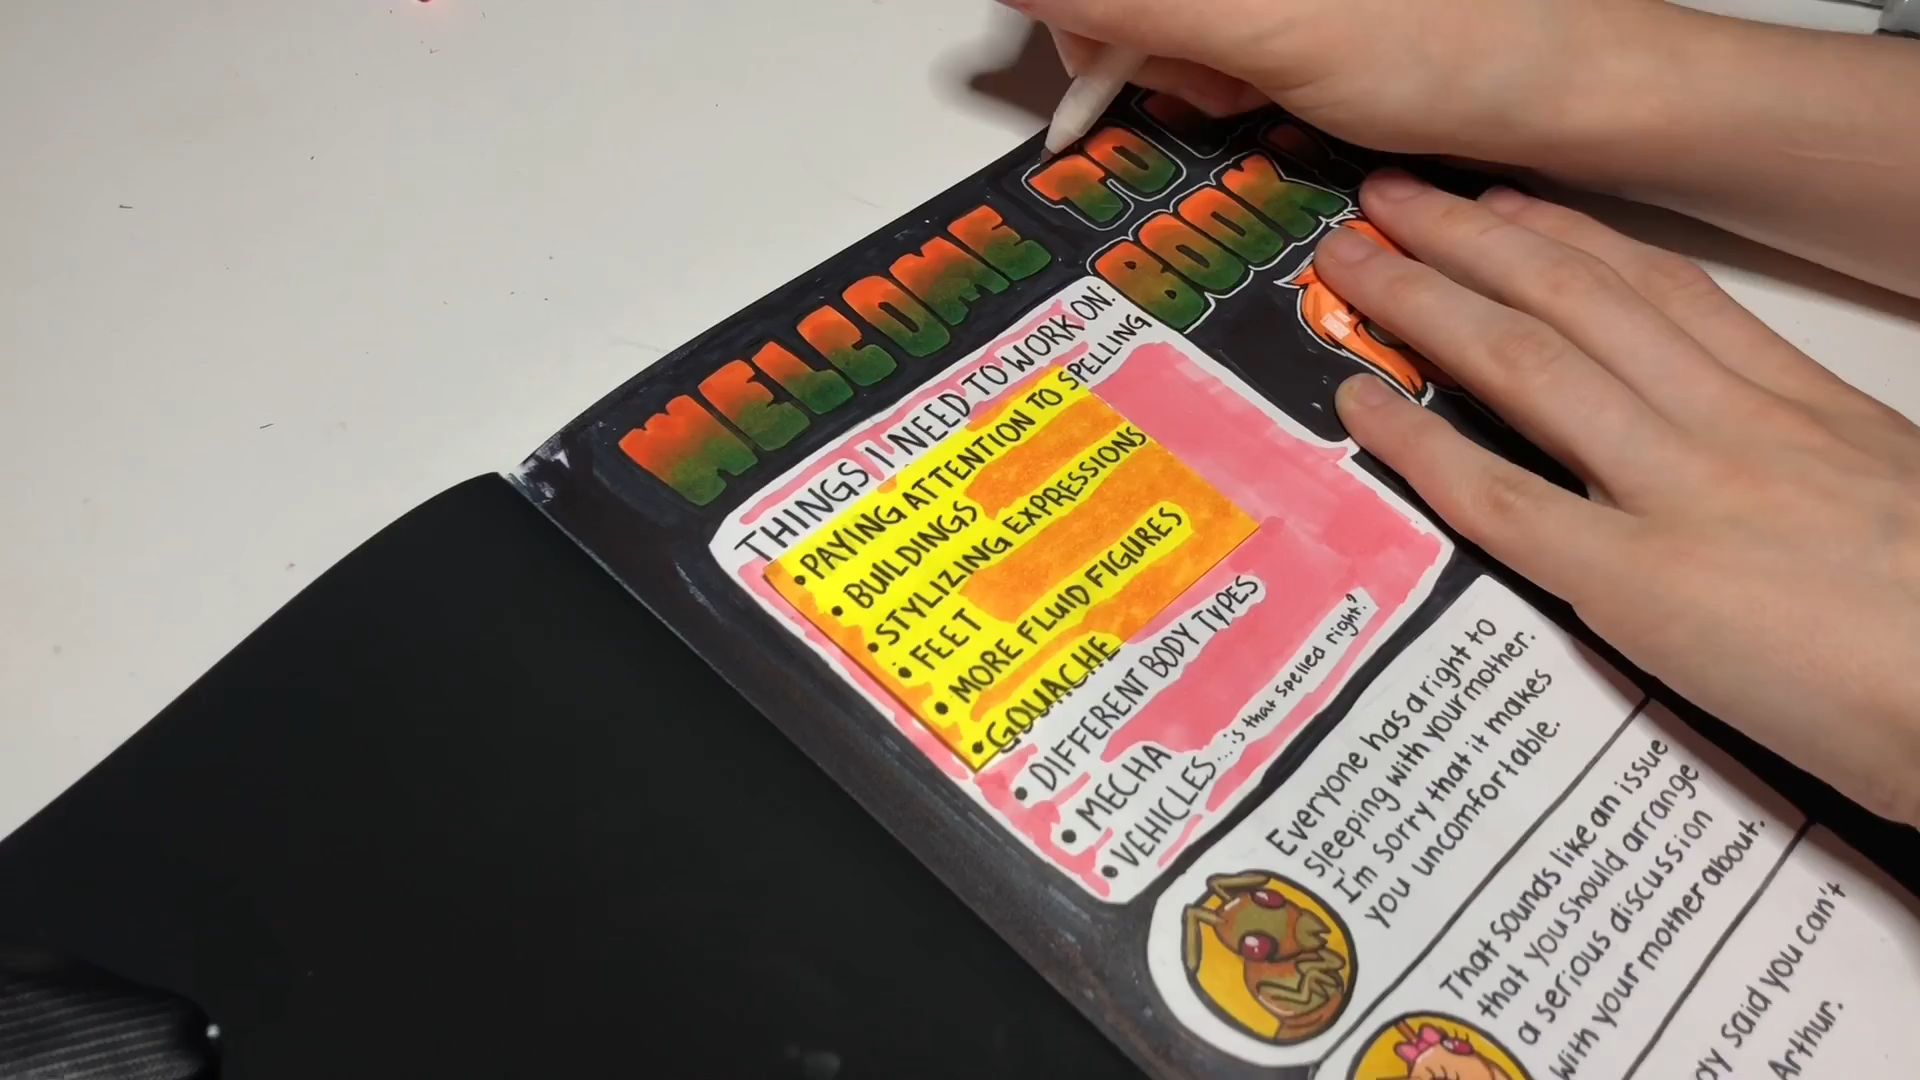 WELCOME TO
BOOK
THINGS I NEED TO WORK ON:
• PAYING ATTENTION TO SPELLING
• BUILDINGS
• STYLIZING EXPRESSIONS
• FEET
• MORE FLUID FIGURES
• GOUACHE
• DIFFERENT BODY TYPES
• MECHA
• VEHICLES...is that spelled right?
Everyone has a right to
sleeping with your mother.
I'm sorry that it makes
you uncomfortable.
That sounds like an issue
that you should arrange
a serious discussion
with your mother about.
said you can't
Arthur.